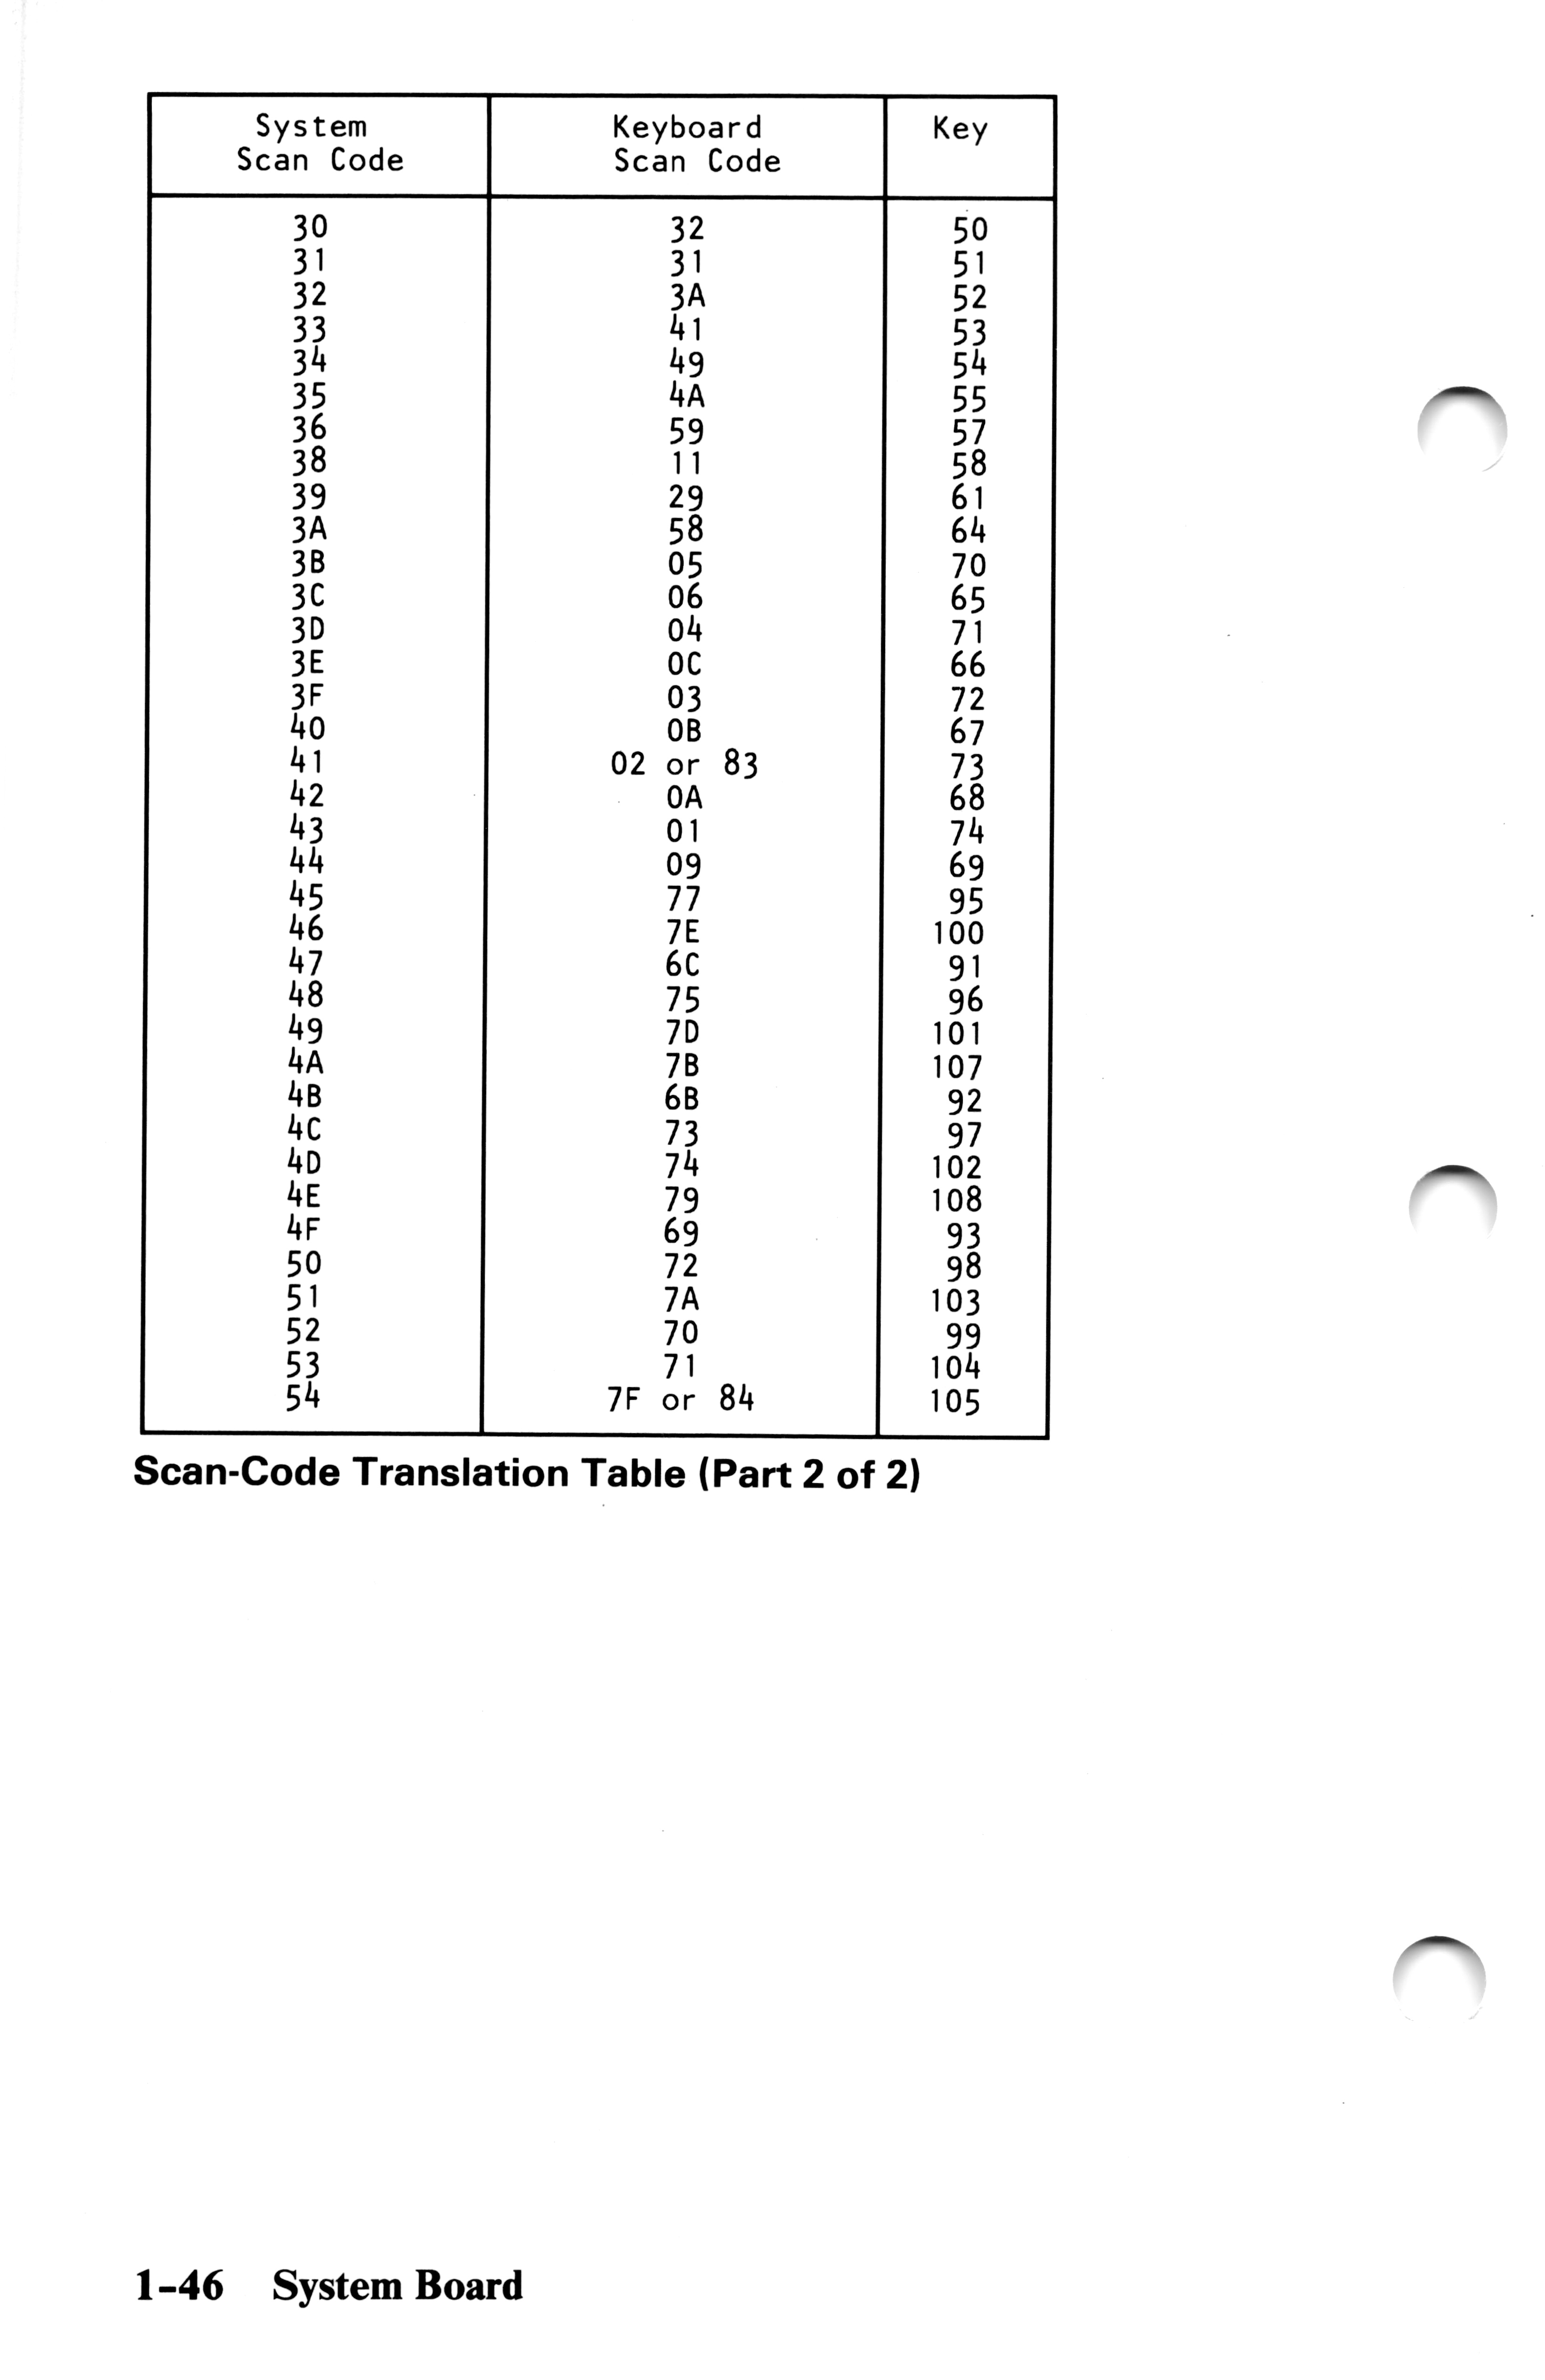 System Keyboard Key
Scan Code Scan Code
30 32 50
31 31 51
32 3A 52
33 41 53
34 49 54
35 4A 55
36 59 57
38 11 58
39 29 61
3A 58 64
3B 05 70
3C 06 65
3D 04 71
3E 0C 66
3F 03 72
40 0B 67
41 02 or 83 73
42 0A 68
43 01 74
44 09 69
45 77 95
46 7E 100
47 6C 91
48 75 96
49 7D 101
4A 7B 107
4B 6B 92
4C 73 97
4D 74 102
4E 79 108
4F 69 93
50 72 98
51 7A 103
52 70 99
53 71 104
54 7F or 84 105
Scan-Code Translation Table (Part 2 of 2)
1-46 System Board